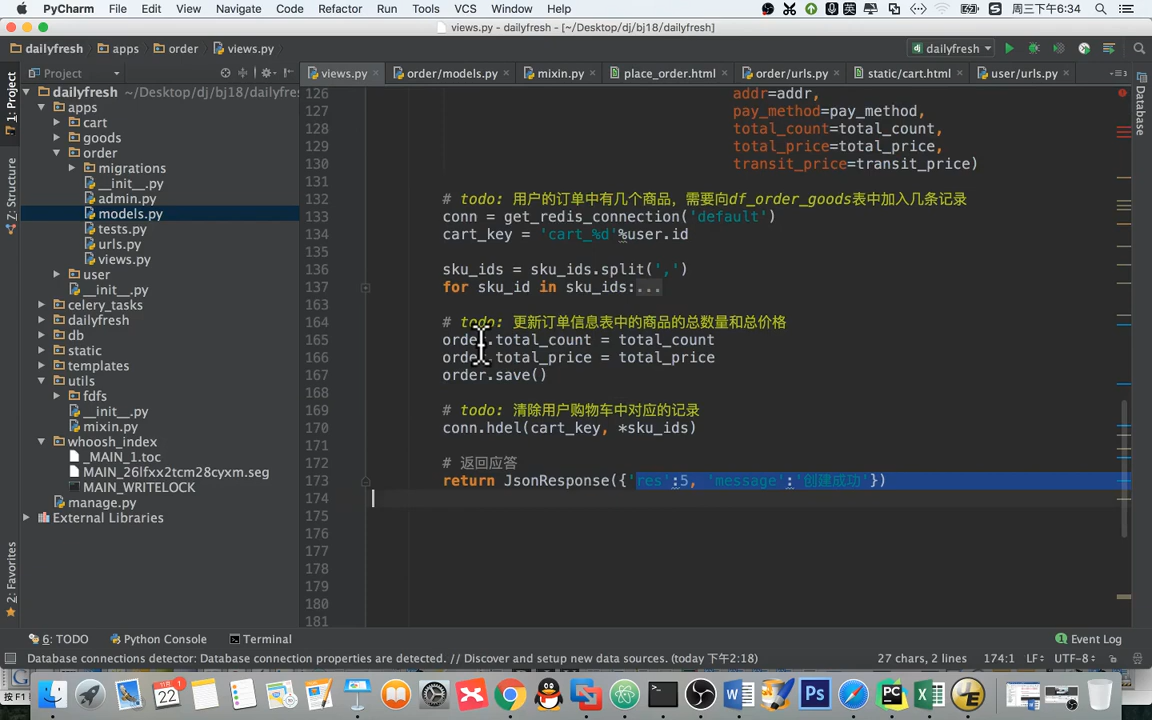 PyCharm File Edit View Navigate Code Refactor Run Tools VCS Window Help 英 周三下午6:34
views.py - dailyfresh - [~/Desktop/dj/bj18/dailyfresh]
dailyfresh apps order views.py dailyfresh
Project views.py order/models.py mixin.py place_order.html order/urls.py static/cart.html user/urls.py
1: Project
Z: Structure
2: Favorites
Database
dailyfresh ~/Desktop/dj/bj18/dailyfres
apps
cart
goods
order
migrations
__init__.py
admin.py
models.py
tests.py
urls.py
views.py
user
__init__.py
celery_tasks
dailyfresh
db
static
templates
utils
fdfs
__init__.py
mixin.py
whoosh_index
_MAIN_1.toc
MAIN_26lfxx2tcm28cyxm.seg
MAIN_WRITELOCK
manage.py
External Libraries
126 addr=addr,
127 pay_method=pay_method,
128 total_count=total_count,
129 total_price=total_price,
130 transit_price=transit_price)
131
132 # todo: 用户的订单中有几个商品，需要向df_order_goods表中加入几条记录
133 conn = get_redis_connection('default')
134 cart_key = 'cart_%d'%user.id
135
136 sku_ids = sku_ids.split(',')
137 for sku_id in sku_ids:...
163
164 # todo: 更新订单信息表中的商品的总数量和总价格
165 order.total_count = total_count
166 order.total_price = total_price
167 order.save()
168
169 # todo: 清除用户购物车中对应的记录
170 conn.hdel(cart_key, *sku_ids)
171
172 # 返回应答
173 return JsonResponse({'res':5, 'message':'创建成功'})
174
175
176
177
178
179
180
181
6: TODO Python Console Terminal 1 Event Log
Database connections detector: Database connection properties are detected. // Discover and setup new data sources. (today 下午2:18) 27 chars, 2 lines 174:1 LF UTF-8